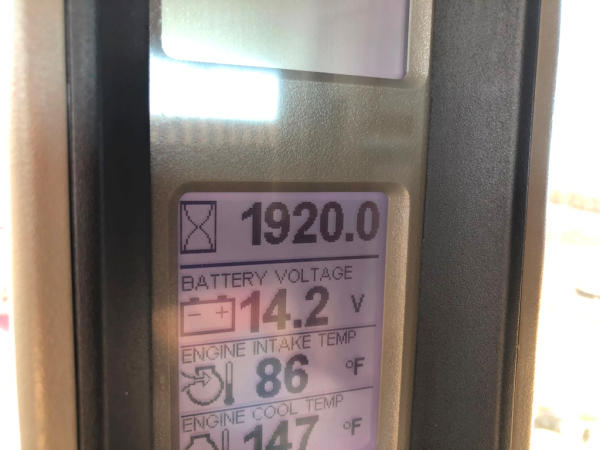 1920.0
BATTERY VOLTAGE
- + 14.2 V
ENGINE INTAKE TEMP
86 °F
ENGINE COOL TEMP
147 °F